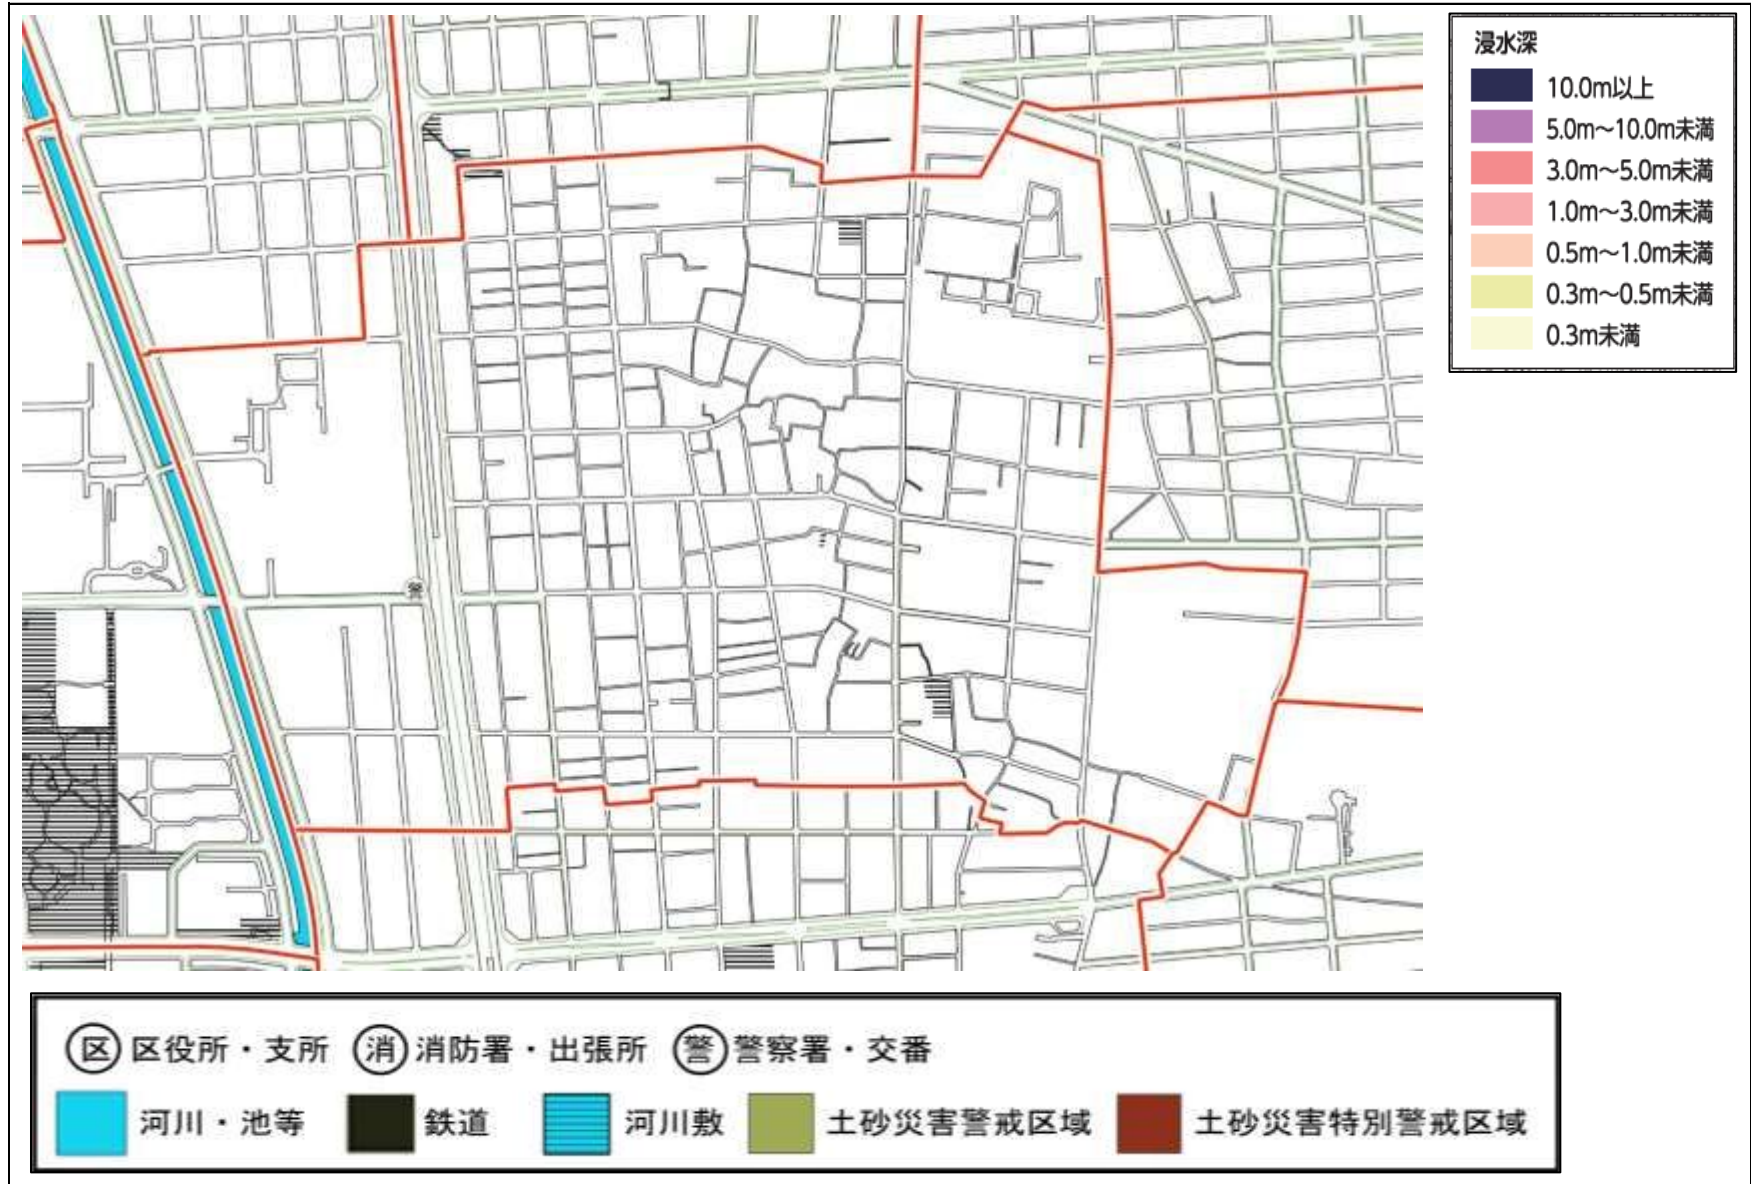 浸水深
10.0m以上
5.0m～10.0m未満
3.0m～5.0m未満
1.0m～3.0m未満
0.5m～1.0m未満
0.3m～0.5m未満
0.3m未満
警
区 区役所・支所 消 消防署・出張所 警 警察署・交番
河川・池等 鉄道 河川敷 土砂災害警戒区域 土砂災害特別警戒区域